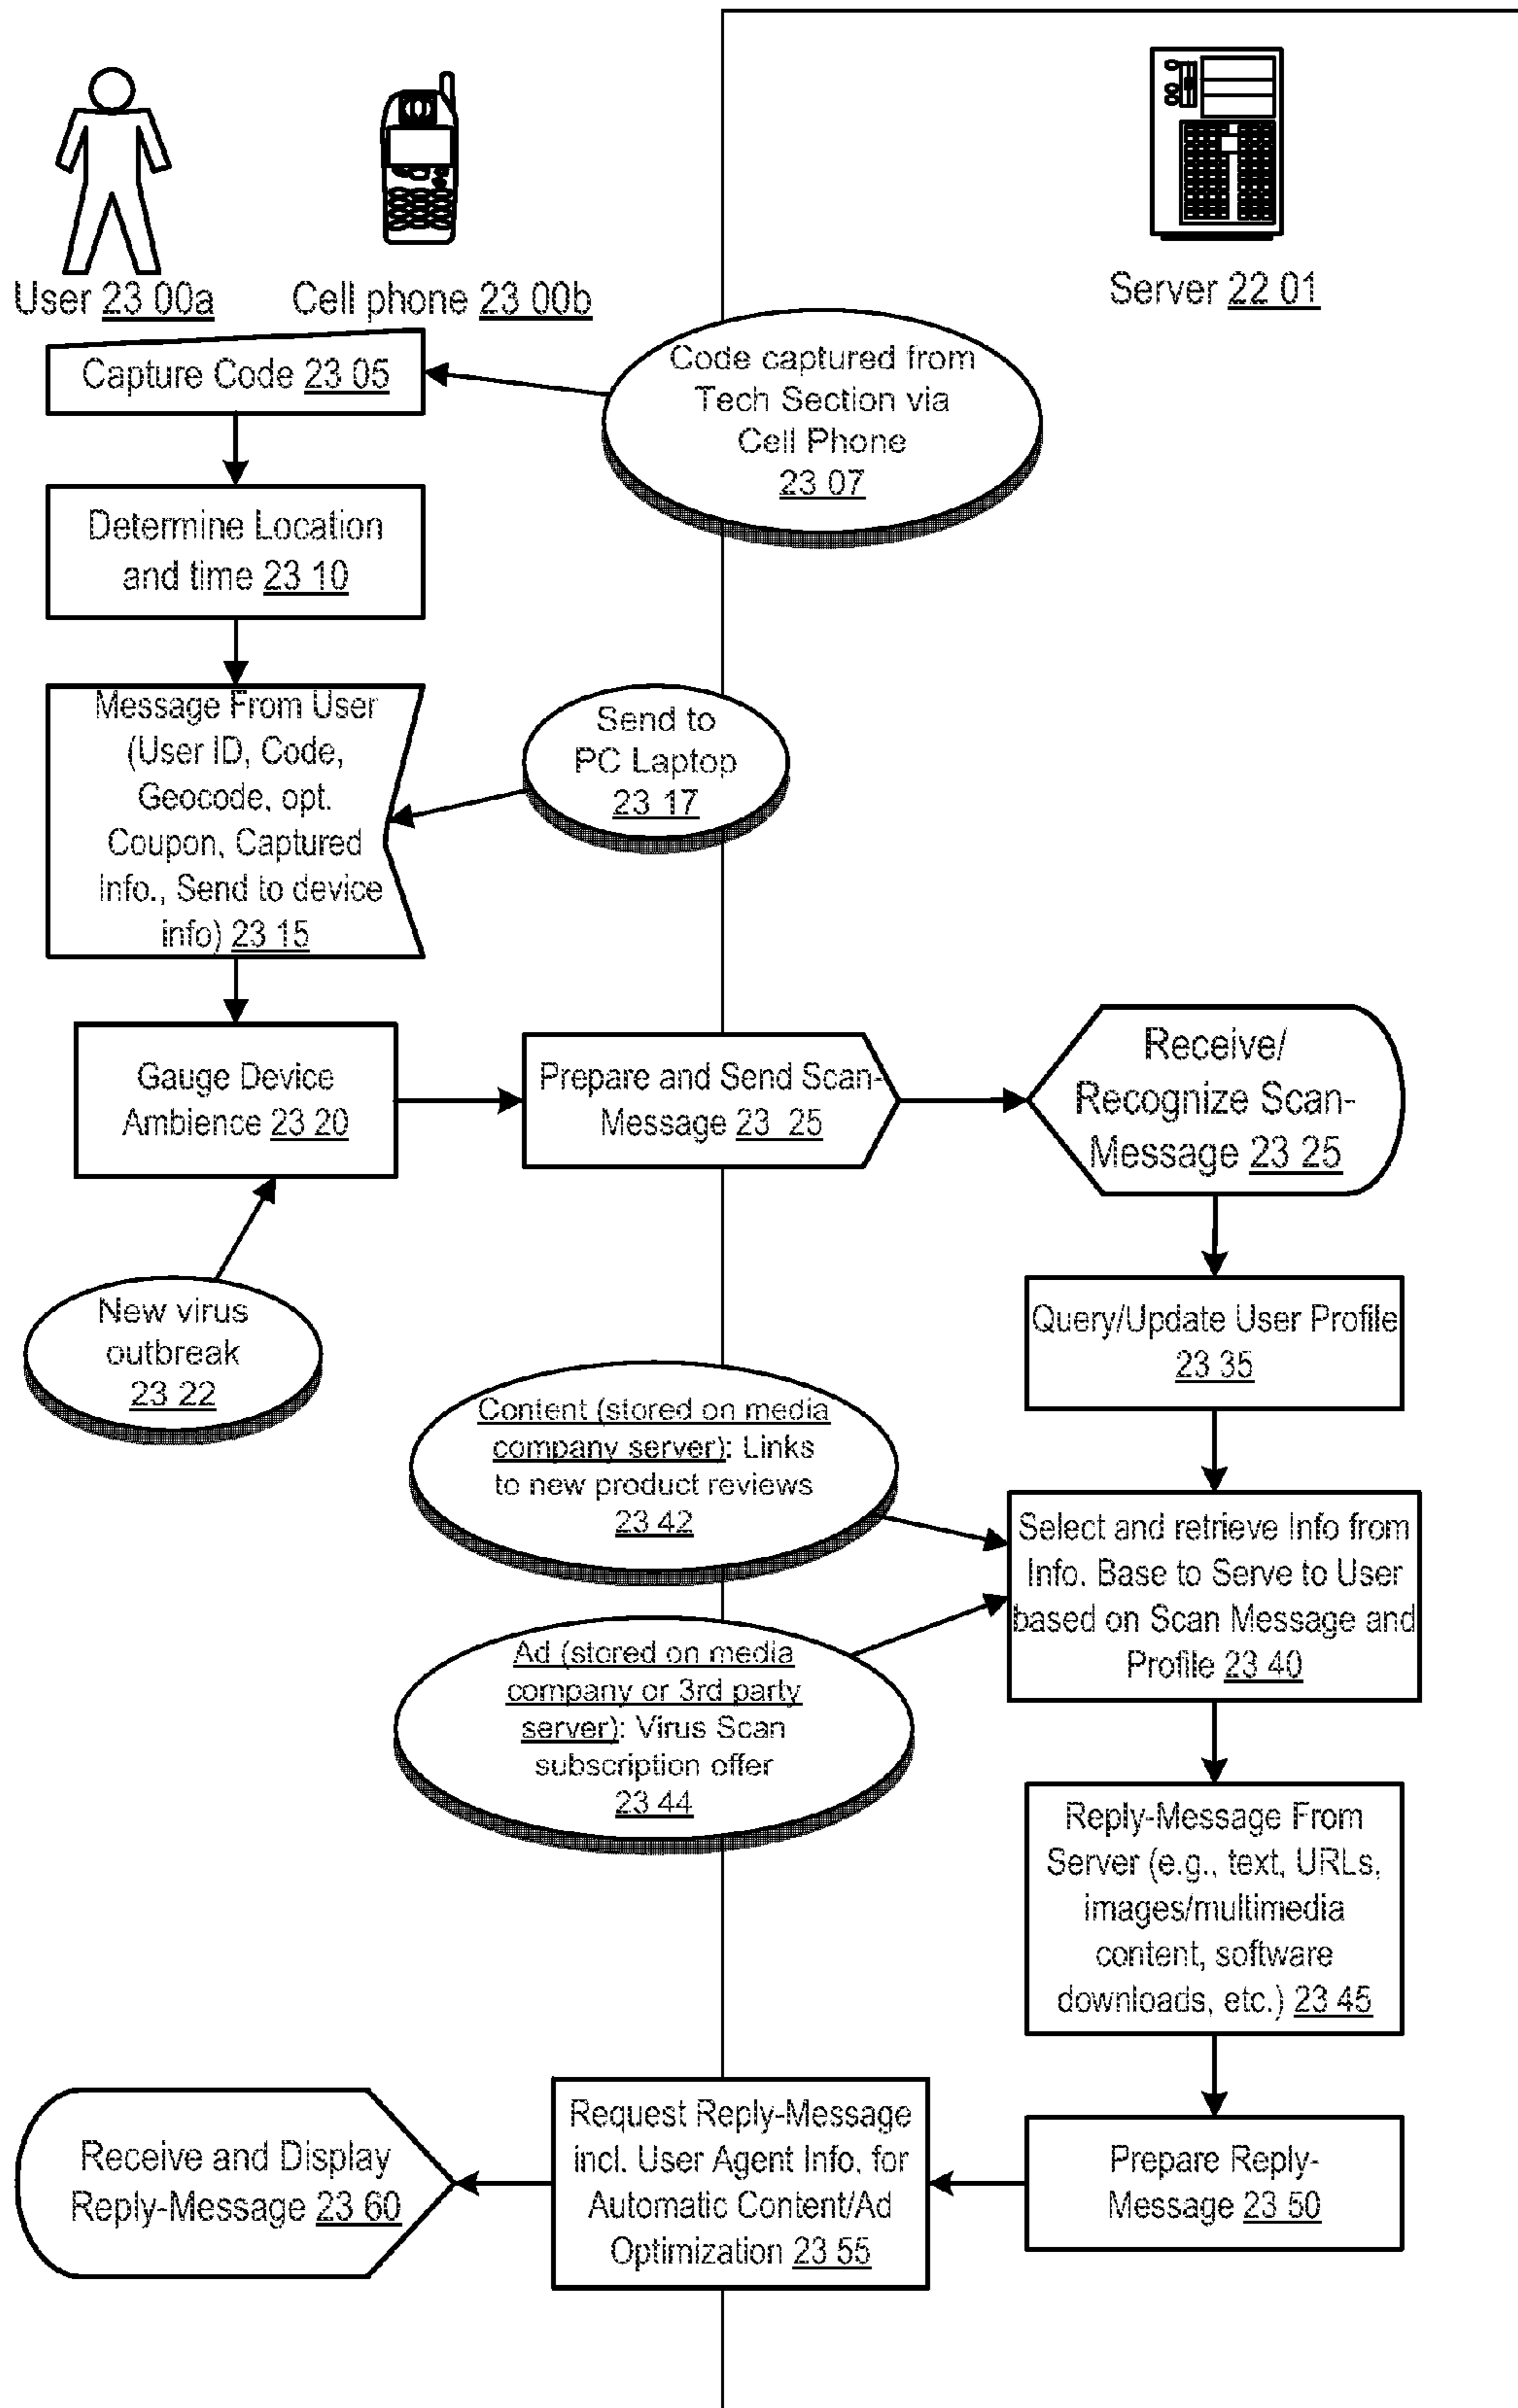 User 23 00a
Cell phone 23 00b
Server 22 01
Capture Code 23 05
Code captured from
Tech Section via
Cell Phone
23 07
Determine Location
and time 23 10
Message From User
(User ID, Code,
Geocode, opt.
Coupon, Captured
Info., Send to device
info) 23 15
Send to
PC Laptop
23 17
Gauge Device
Ambience 23 20
Prepare and Send Scan-
Message 23 25
Receive/
Recognize Scan-
Message 23 25
New virus
outbreak
23 22
Query/Update User Profile
23 35
Content (stored on media
company server): Links
to new product reviews
23 42
Select and retrieve Info from
Info. Base to Serve to User
based on Scan Message and
Profile 23 40
Ad (stored on media
company or 3rd party
server): Virus Scan
subscription offer
23 44
Reply-Message From
Server (e.g., text, URLs,
images/multimedia
content, software
downloads, etc.) 23 45
Prepare Reply-
Message 23 50
Request Reply-Message
incl. User Agent Info. for
Automatic Content/Ad
Optimization 23 55
Receive and Display
Reply-Message 23 60